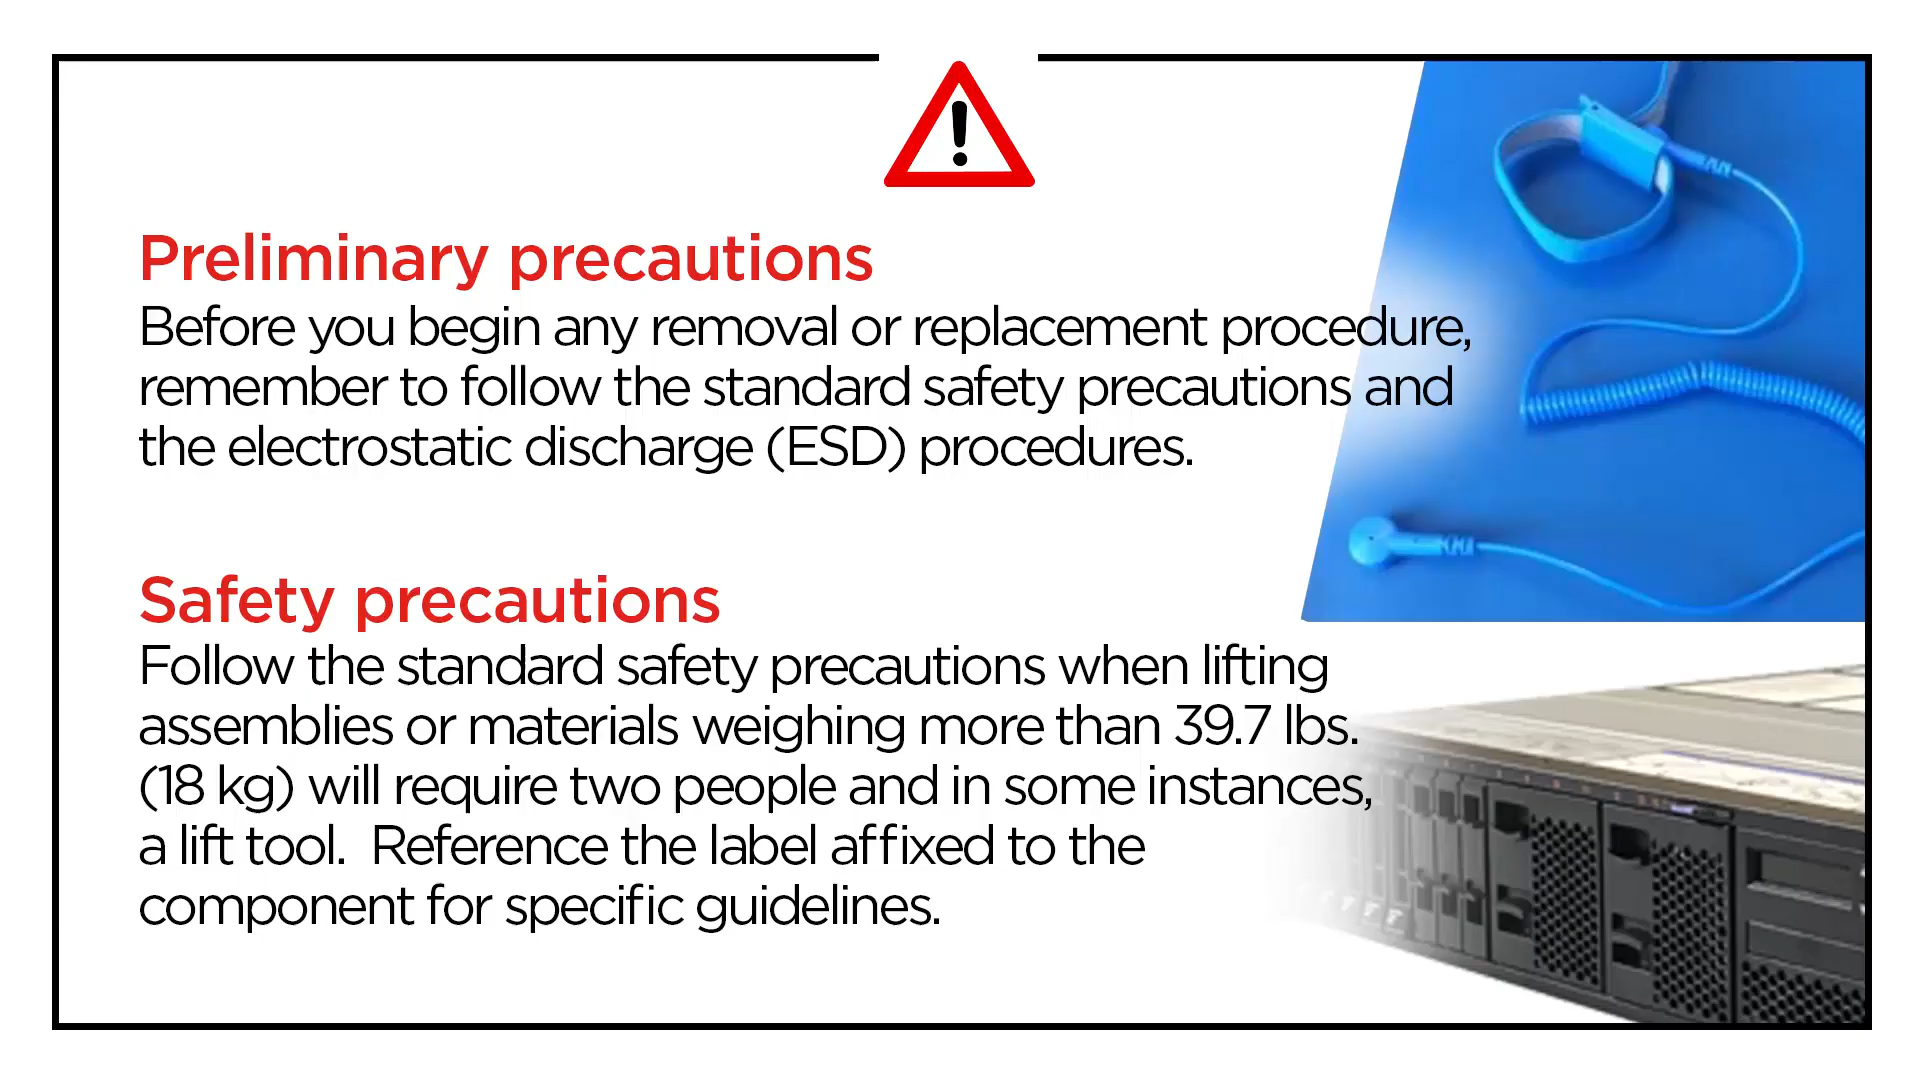 Preliminary precautions
Before you begin any removal or replacement procedure,
remember to follow the standard safety precautions and
the electrostatic discharge (ESD) procedures.
Safety precautions
Follow the standard safety precautions when lifting
assemblies or materials weighing more than 39.7 lbs.
(18 kg) will require two people and in some instances,
a lift tool.  Reference the label affixed to the
component for specific guidelines.